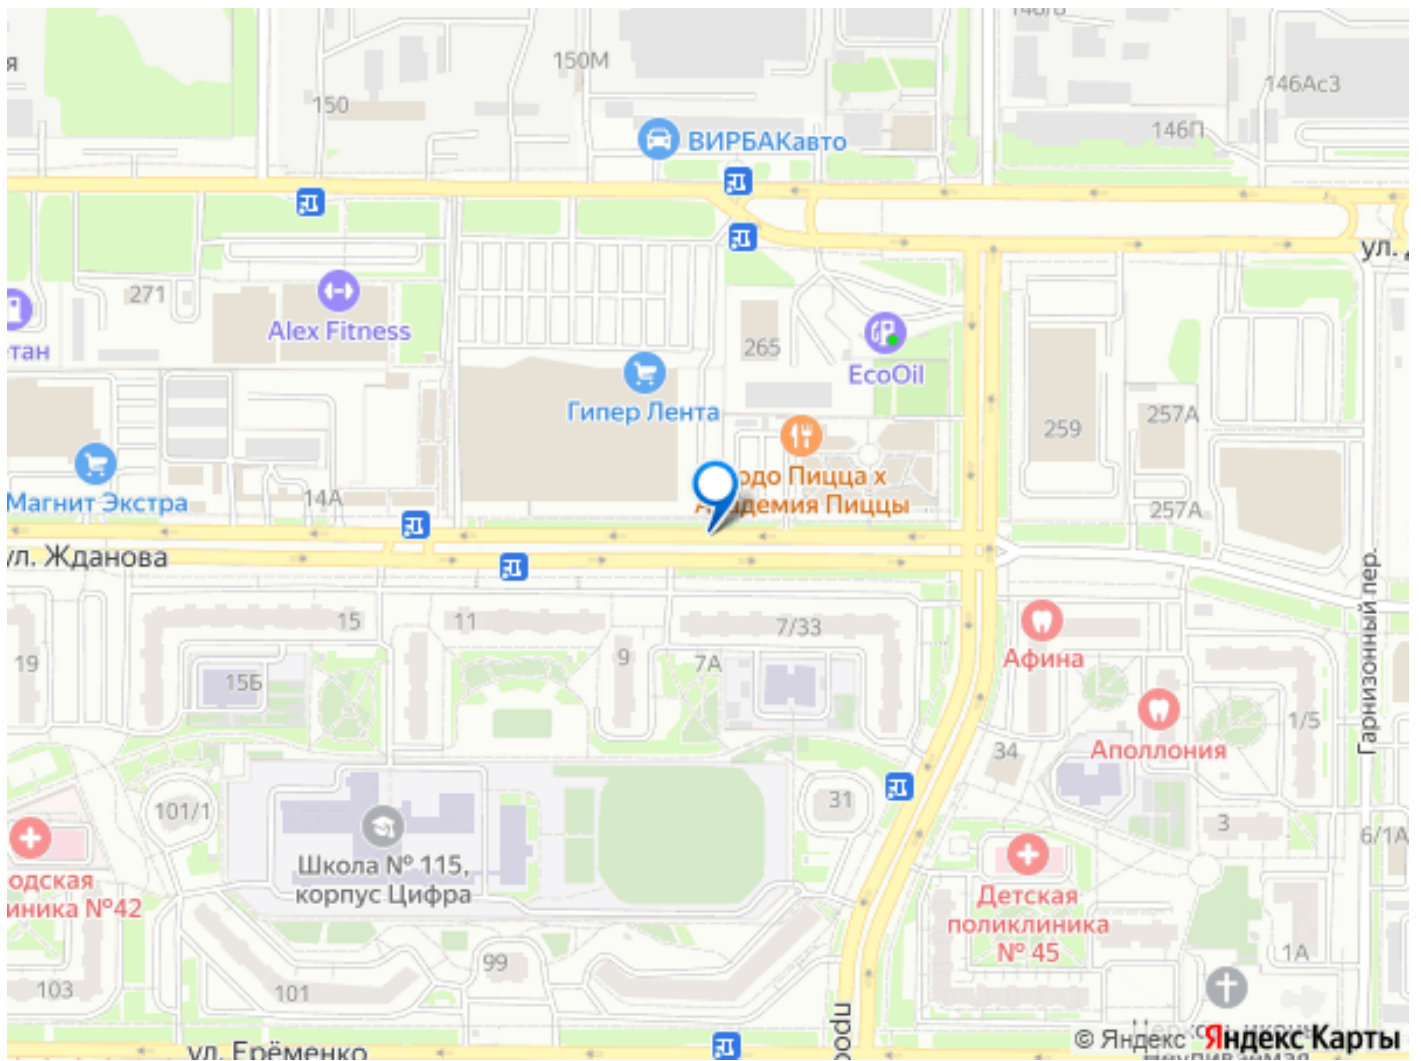 я
150М
150
146Ас3
146П
ВИРБАКавто
ул.
271
Alex Fitness
тан
265
EcoOil
Гипер Лента
259
257А
Магнит Экстра
14А
одо Пицца x
Академия Пиццы
257А
ул. Жданова
Гарнизонный пер.
15
11
7/33
9
7А
19
15Б
Афина
Аполлония
1/5
34
101/1
31
3
6/1А
Школа № 115,
корпус Цифра
одская
иника №42
Детская
поликлиника
№ 45
99
1А
103
101
ул. Ерёменко
© Яндекс Яндекс Карты